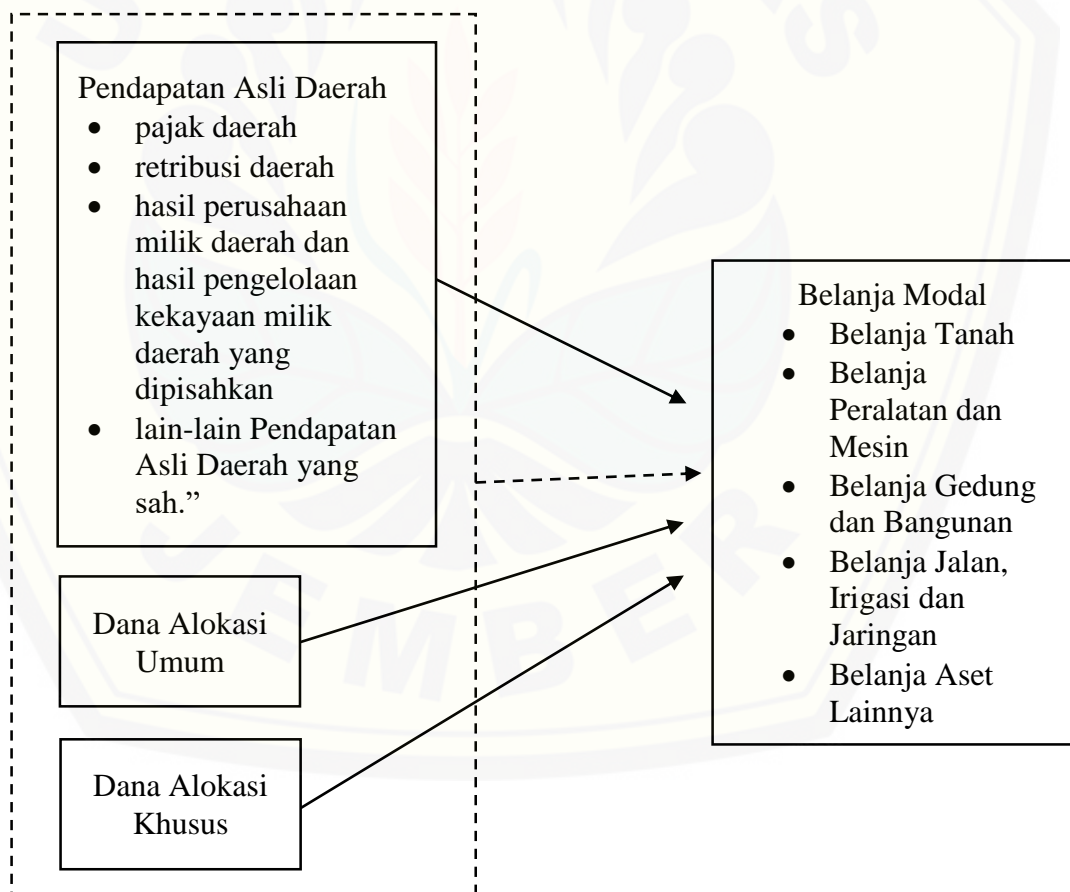 Pendapatan Asli Daerah
• pajak daerah
• retribusi daerah
• hasil perusahaan
milik daerah dan
hasil pengelolaan
kekayaan milik
daerah yang
dipisahkan
• lain-lain Pendapatan
Asli Daerah yang
sah.”
Dana Alokasi
Umum
Dana Alokasi
Khusus
Belanja Modal
• Belanja Tanah
• Belanja
Peralatan dan
Mesin
• Belanja Gedung
dan Bangunan
• Belanja Jalan,
Irigasi dan
Jaringan
• Belanja Aset
Lainnya
JEMBER